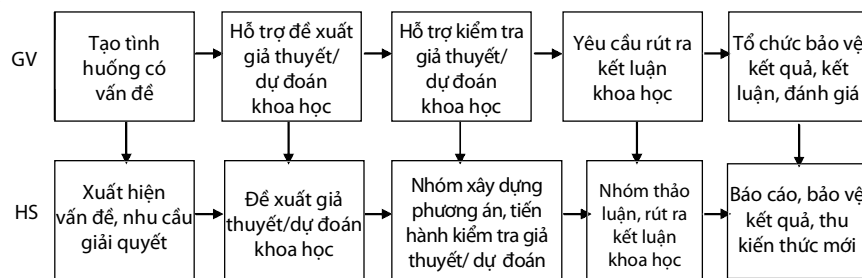 GV
Tạo tình
huống có
vấn đề
Hỗ trợ đề xuất
giả thuyết/
dự đoán
khoa học
Hỗ trợ kiểm tra
giả thuyết/
dự đoán
khoa học
Yêu cầu rút ra
kết luận
khoa học
Tổ chức bảo vệ
kết quả, kết
luận, đánh giá
HS
Xuất hiện
vấn đề, nhu cầu
giải quyết
Đề xuất giả
thuyết/dự đoán
khoa học
Nhóm xây dựng
phương án, tiến
hành kiểm tra giả
thuyết/ dự đoán
Nhóm thảo
luận, rút ra
kết luận
khoa học
Báo cáo, bảo vệ
kết quả, thu
kiến thức mới